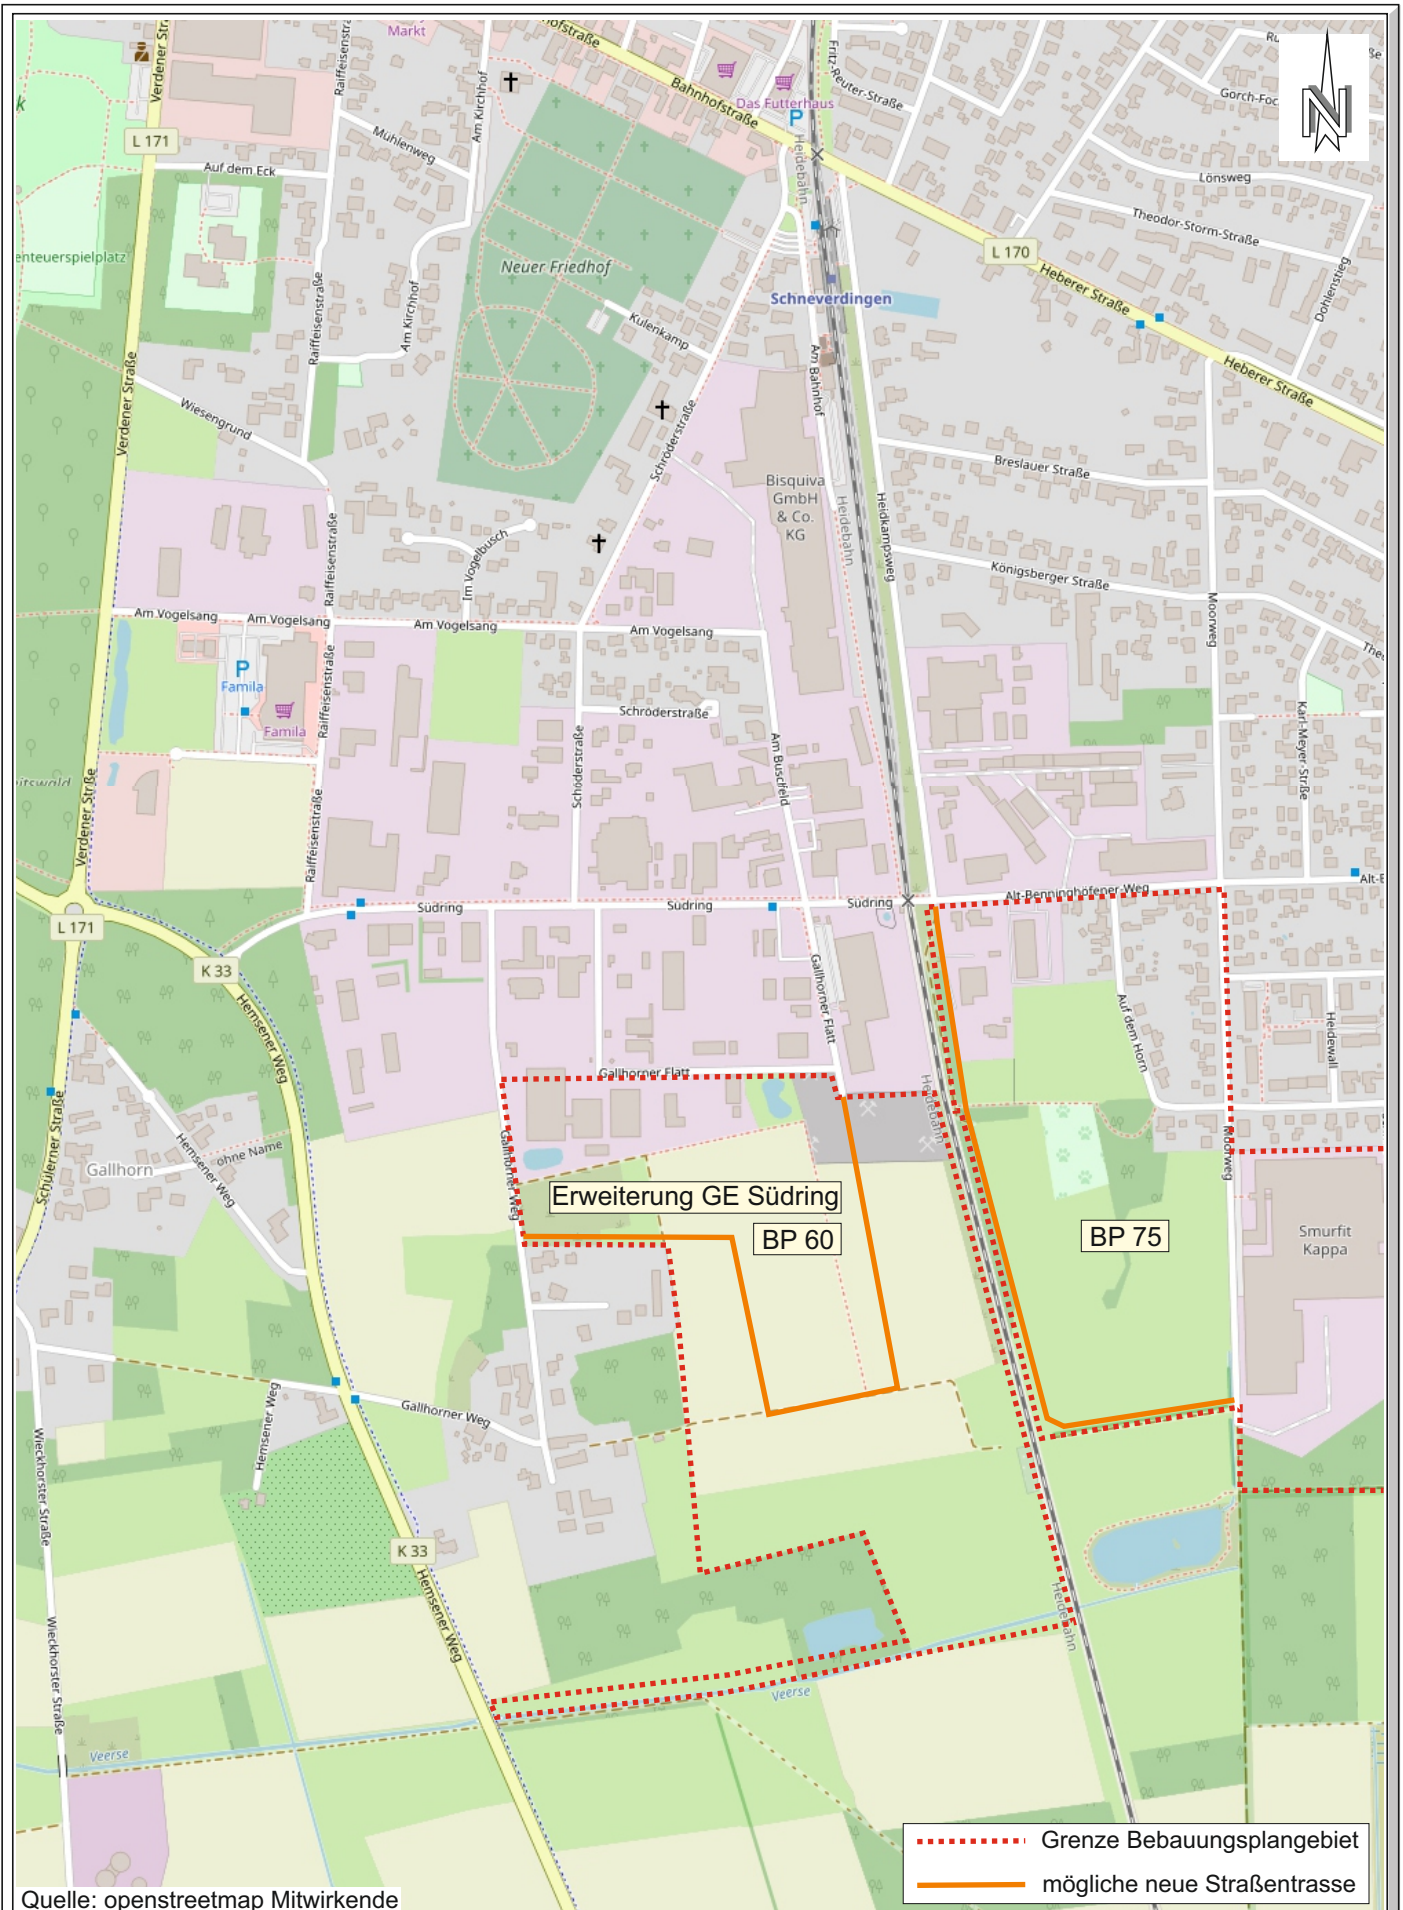 Markt
Bahnhofstraße
Das Futterhaus
P
Fritz-Reuter-Straße
N
Verdener Straße
Raiffeisenstraße
Am Kirchhof
L 171
Mühlenweg
Auf dem Eck
Heidebahn
Lönsweg
Theodor-Storm-Straße
Dohlenstieg
L 170
Heberer Straße
Heberer Straße
enteuerspielplatz
Neuer Friedhof
Schneverdingen
Kulenkamp
Raiffeisenstraße
Am Kirchhof
Am Bahnhof
Verdener Straße
Wiesengrund
Schröderstraße
Bisquiva
GmbH
& Co.
KG
Breslauer Straße
Heidebahn
Heidkampsweg
Königsberger Straße
Raiffeisenstraße
Im Vogelbusch
Moorweg
Am Vogelsang
Am Vogelsang
Am Vogelsang
Am Vogelsang
P
Famila
Famila
Raiffeisenstraße
Schröderstraße
Schöderstraße
Am Buschfeld
Karl-Meyer-Straße
Verdener Straße
Raiffeisenstraße
Alt-Benninghöfener-Weg
Südring
Südring
Südring
L 171
K 33
Hemsener Weg
Gallhorner Flatt
Auf dem Horn
Heidewall
Gallhorner Flatt
Heidebahn
Schülerner Straße
Gallhorn
ohne Name
Hemsener Weg
Gallhorner Weg
Moorweg
Erweiterung GE Südring
BP 60
BP 75
Smurfit
Kappa
Hemsener Weg
Gallhorner Weg
Wieckhorster Straße
K 33
Hemsener Weg
Heidebahn
Wieckhorster Straße
Veerse
Veerse
Grenze Bebauungsplangebiet
mögliche neue Straßentrasse
Quelle: openstreetmap Mitwirkende